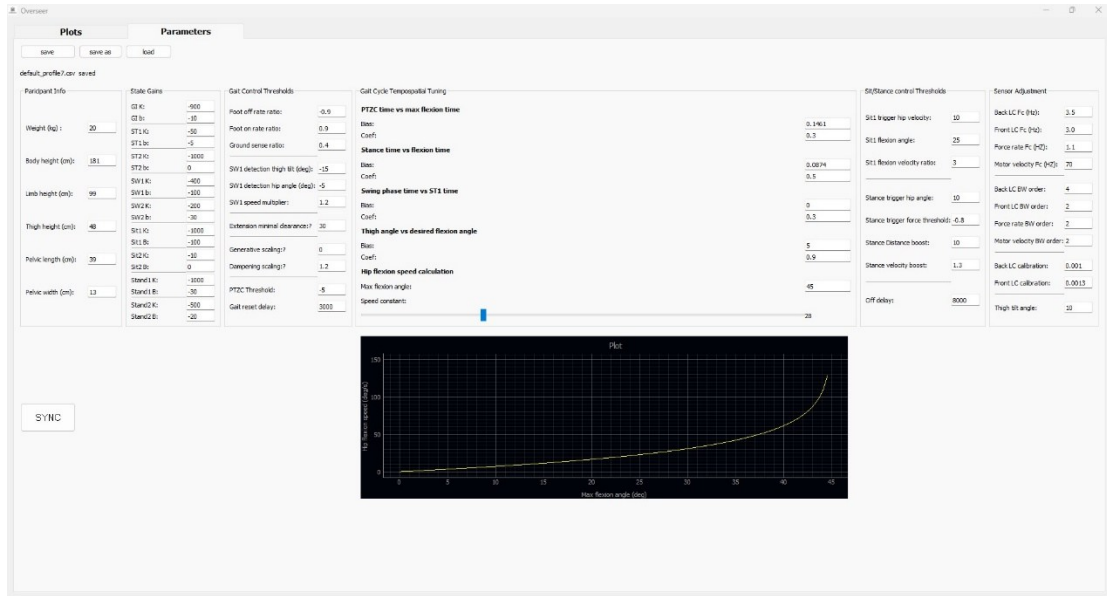 Overseer
Plots
Parameters
save
save as
load
default_profile7.csv saved
Paricipant Info
Weight (kg) : 20
Body height (cm): 181
Limb height (cm): 99
Thigh height (cm): 48
Pelvic length (cm): 39
Pelvic width (cm): 13
State Gains
GI K: -900
GI b: -10
ST1 K: -50
ST1 b: -5
ST2 K: -1000
ST2 b: 0
SW1 K: -400
SW1 b: -100
SW2 K: -200
SW2 b: -30
Sit1 K: -1000
Sit1 B: -100
Sit2 K: -10
Sit2 B: 0
Stand1 K: -1000
Stand1 B: -30
Stand2 K: -500
Stand2 B: -20
Gait Control Thresholds
Foot off rate ratio: -0.9
Foot on rate ratio: 0.9
Ground sense ratio: 0.4
SW1 detection thigh tilt (deg): -15
SW1 detection hip angle (deg): -5
SW1 speed multiplier: 1.2
Extension minimal clearance:? 30
Generative scaling:? 0
Dampening scaling:? 1.2
PTZC Threshold: -5
Gait reset delay: 3000
Gait Cycle Tempospatial Tuning
PTZC time vs max flexion time
Bias: 0.1461
Coef: 0.3
Stance time vs flexion time
Bias: 0.0874
Coef: 0.5
Swing phase time vs ST1 time
Bias: 0
Coef: 0.3
Thigh angle vs desired flexion angle
Bias: 5
Coef: 0.9
Hip flexion speed calculation
Max flexion angle: 45
Speed constant:
28
Sit/Stance control Thresholds
Sit1 trigger hip velocity: 10
Sit1 flexion angle: 25
Sit1 flexion velocity ratio: 3
Stance trigger hip angle: 10
Stance trigger force threshold: -0.8
Stance Distance boost: 10
Stance velocity boost: 1.3
Off delay: 8000
Sensor Adjustment
Back LC Fc (Hz): 3.5
Front LC Fc (Hz): 3.0
Force rate Fc (HZ): 1.1
Motor velocity Fc (HZ): 70
Back LC BW order: 4
Front LC BW order: 2
Force rate BW order: 2
Motor velocity BW order: 2
Back LC calibration: 0.001
Front LC calibration: 0.0013
Thigh tilt angle: 10
SYNC
Plot
Hip flexion speed (deg/s)
150
100
50
0
0 5 10 15 20 25 30 35 40 45
Max flexion angle (deg)